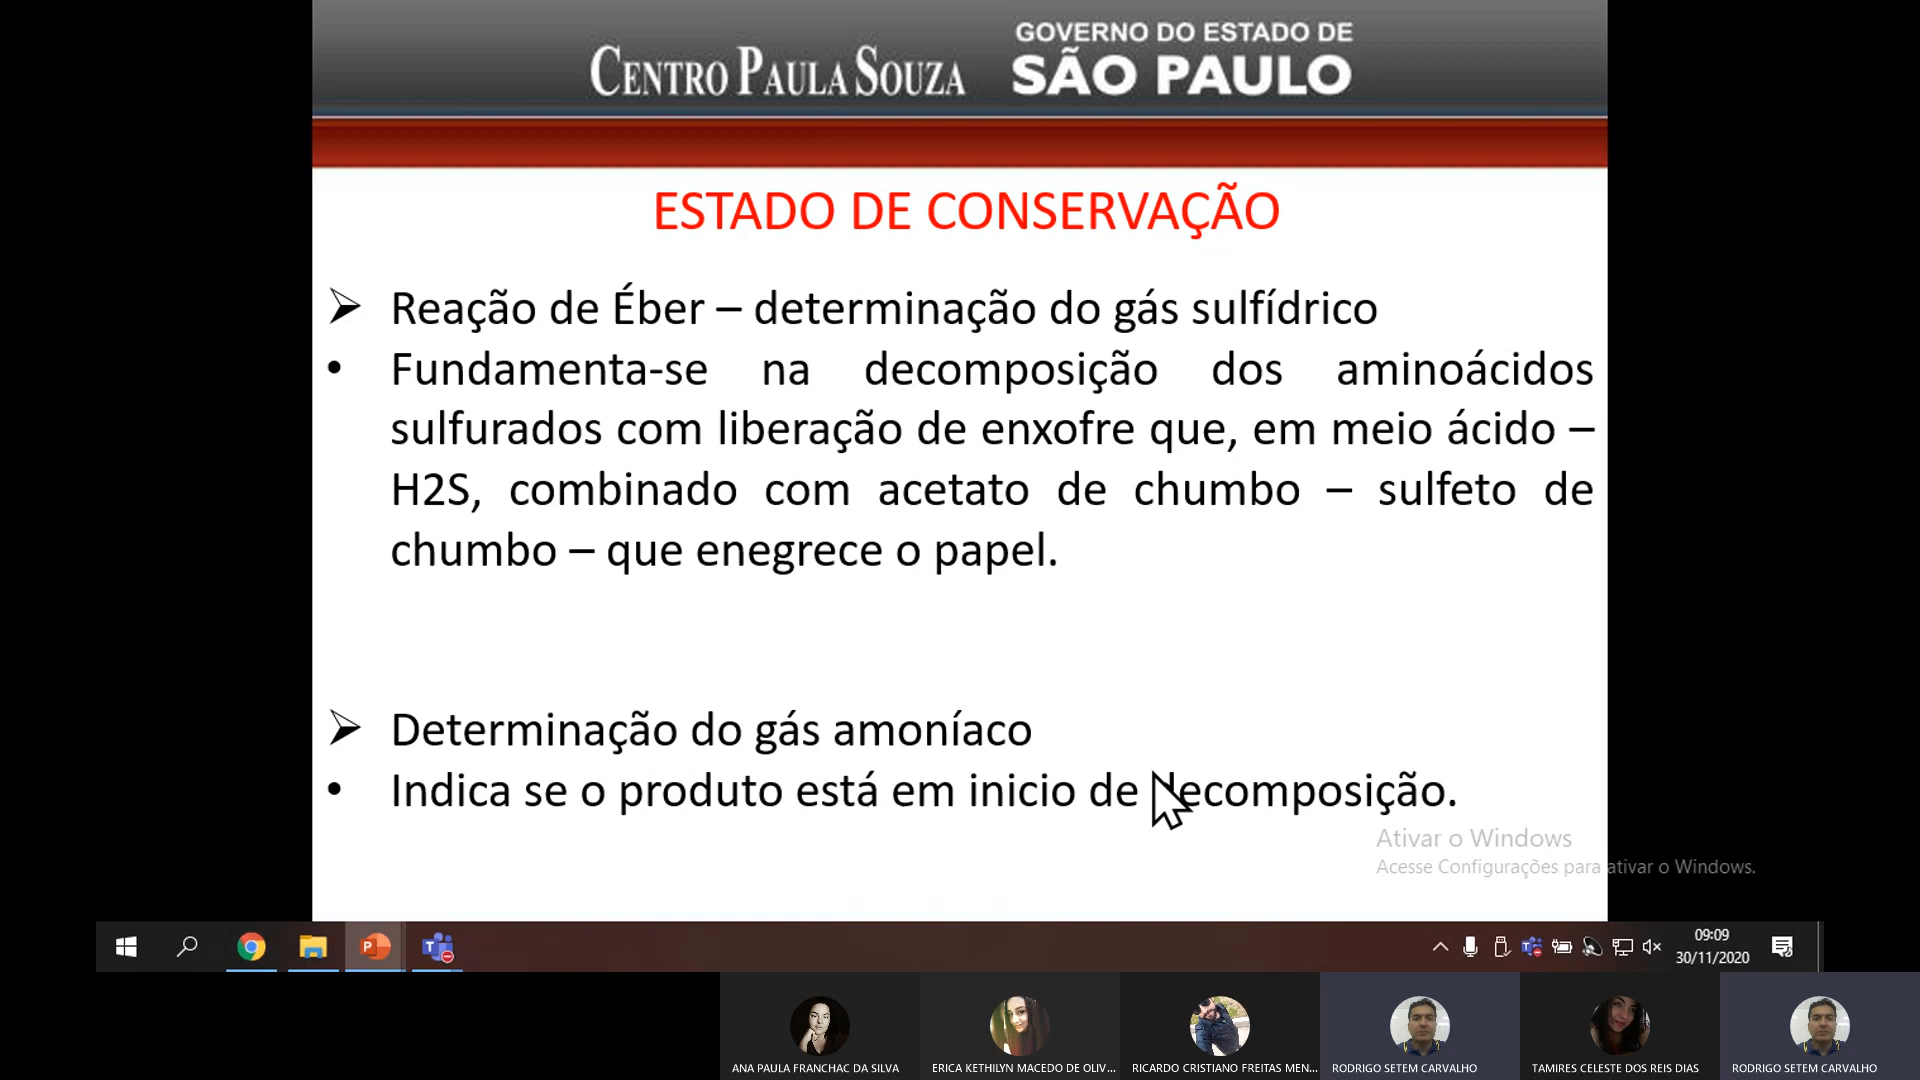 CENTRO PAULA SOUZA
GOVERNO DO ESTADO DE
SÃO PAULO
ESTADO DE CONSERVAÇÃO
➢ Reação de Éber – determinação do gás sulfídrico
• Fundamenta-se na decomposição dos aminoácidos
sulfurados com liberação de enxofre que, em meio ácido –
H2S, combinado com acetato de chumbo – sulfeto de
chumbo – que enegrece o papel.
➢ Determinação do gás amoníaco
• Indica se o produto está em inicio de decomposição.
Ativar o Windows
Acesse Configurações para ativar o Windows.
09:09
30/11/2020
ANA PAULA FRANCHAC DA SILVA
ERICA KETHILYN MACEDO DE OLIV...
RICARDO CRISTIANO FREITAS MEN...
RODRIGO SETEM CARVALHO
TAMIRES CELESTE DOS REIS DIAS
RODRIGO SETEM CARVALHO